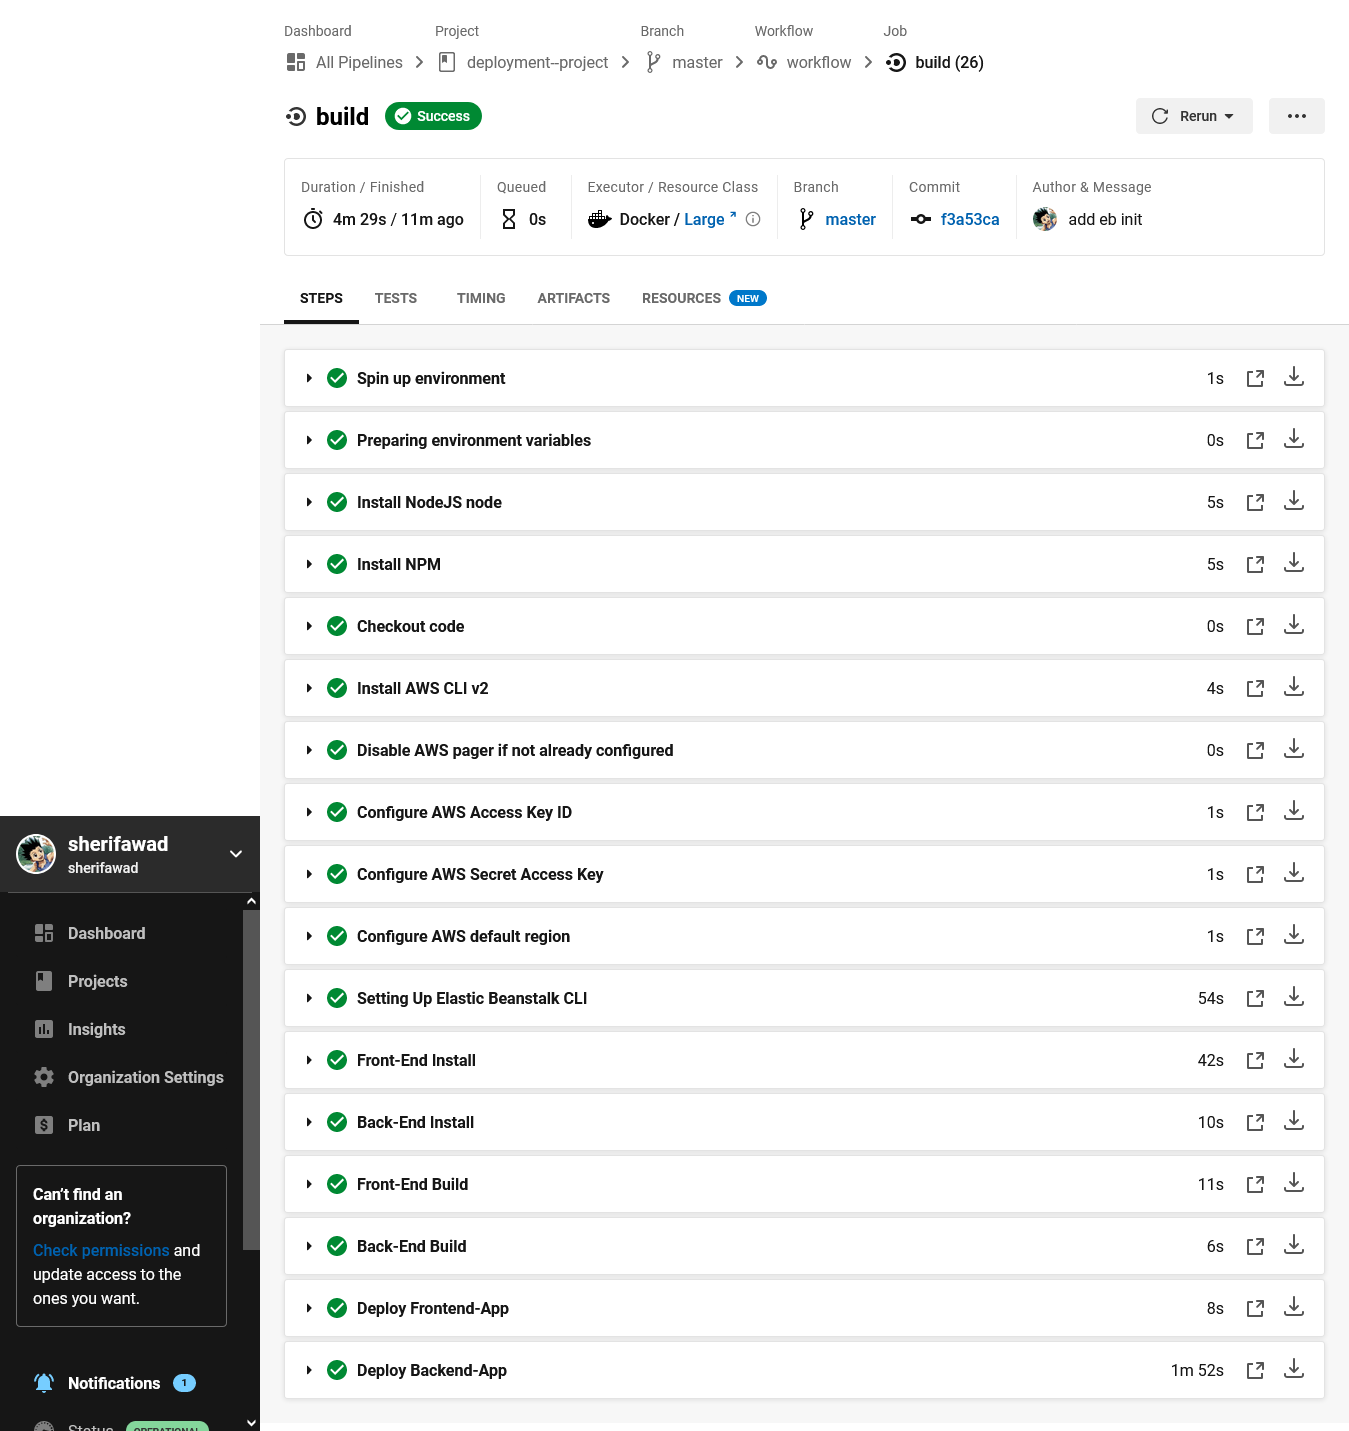 Dashboard Project Branch Workflow Job
All Pipelines deployment--project master workflow build (26)
build Success Rerun
Duration / Finished Queued Executor / Resource Class Branch Commit Author & Message
4m 29s / 11m ago 0s Docker / Large master f3a53ca add eb init
STEPS TESTS TIMING ARTIFACTS RESOURCES NEW
Spin up environment 1s
Preparing environment variables 0s
Install NodeJS node 5s
Install NPM 5s
Checkout code 0s
Install AWS CLI v2 4s
Disable AWS pager if not already configured 0s
Configure AWS Access Key ID 1s
Configure AWS Secret Access Key 1s
Configure AWS default region 1s
Setting Up Elastic Beanstalk CLI 54s
Front-End Install 42s
Back-End Install 10s
Front-End Build 11s
Back-End Build 6s
Deploy Frontend-App 8s
Deploy Backend-App 1m 52s
sherifawad
sherifawad
Dashboard
Projects
Insights
Organization Settings
Plan
Can't find an
organization?
Check permissions and
update access to the
ones you want.
Notifications 1
Status OPERATIONAL